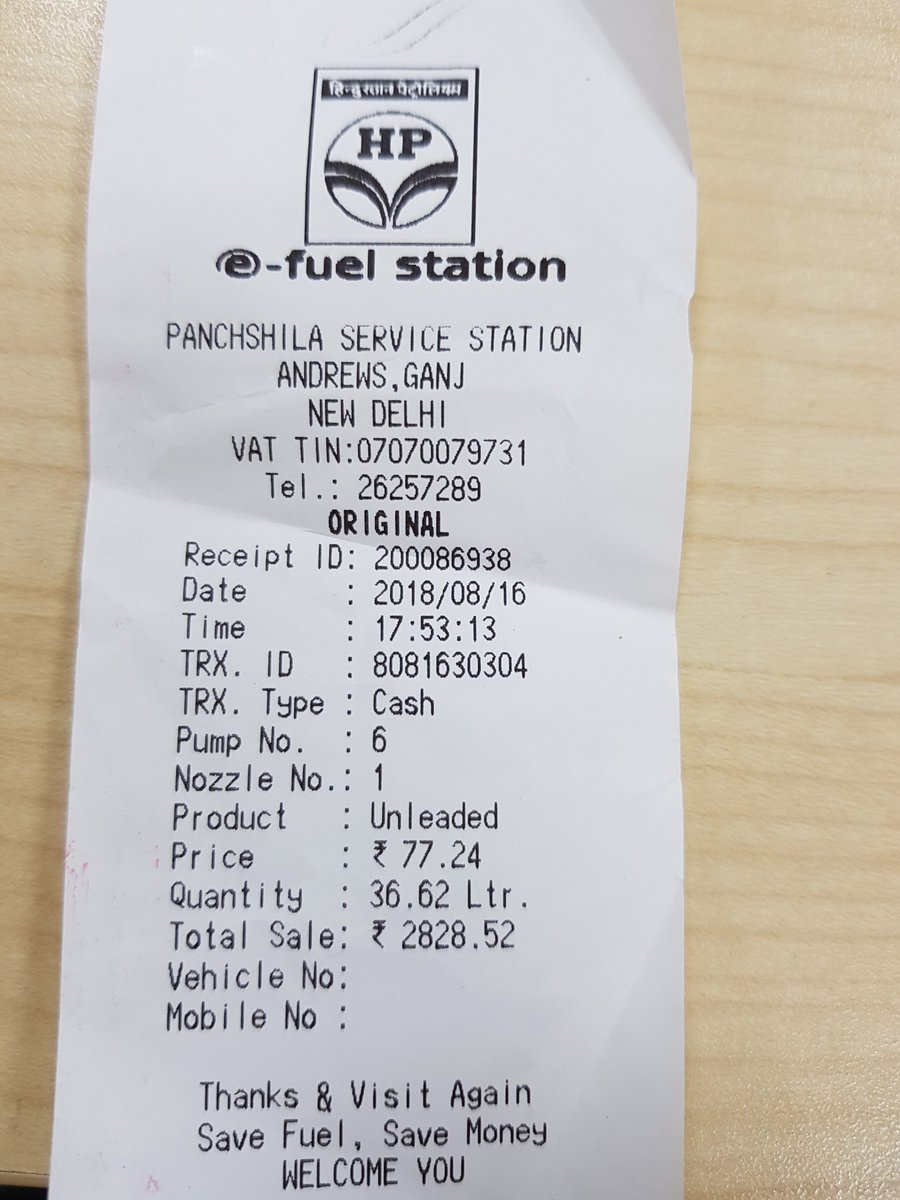 हिन्दुस्तान पेट्रोलियम
HP
e-fuel station
PANCHSHILA SERVICE STATION
ANDREWS,GANJ
NEW DELHI
VAT TIN:07070079731
Tel.: 26257289
ORIGINAL
Receipt ID: 200086938
Date : 2018/08/16
Time : 17:53:13
TRX. ID : 8081630304
TRX. Type : Cash
Pump No. : 6
Nozzle No.: 1
Product : Unleaded
Price : ₹ 77.24
Quantity : 36.62 Ltr.
Total Sale: ₹ 2828.52
Vehicle No:
Mobile No :
Thanks & Visit Again
Save Fuel, Save Money
WELCOME YOU